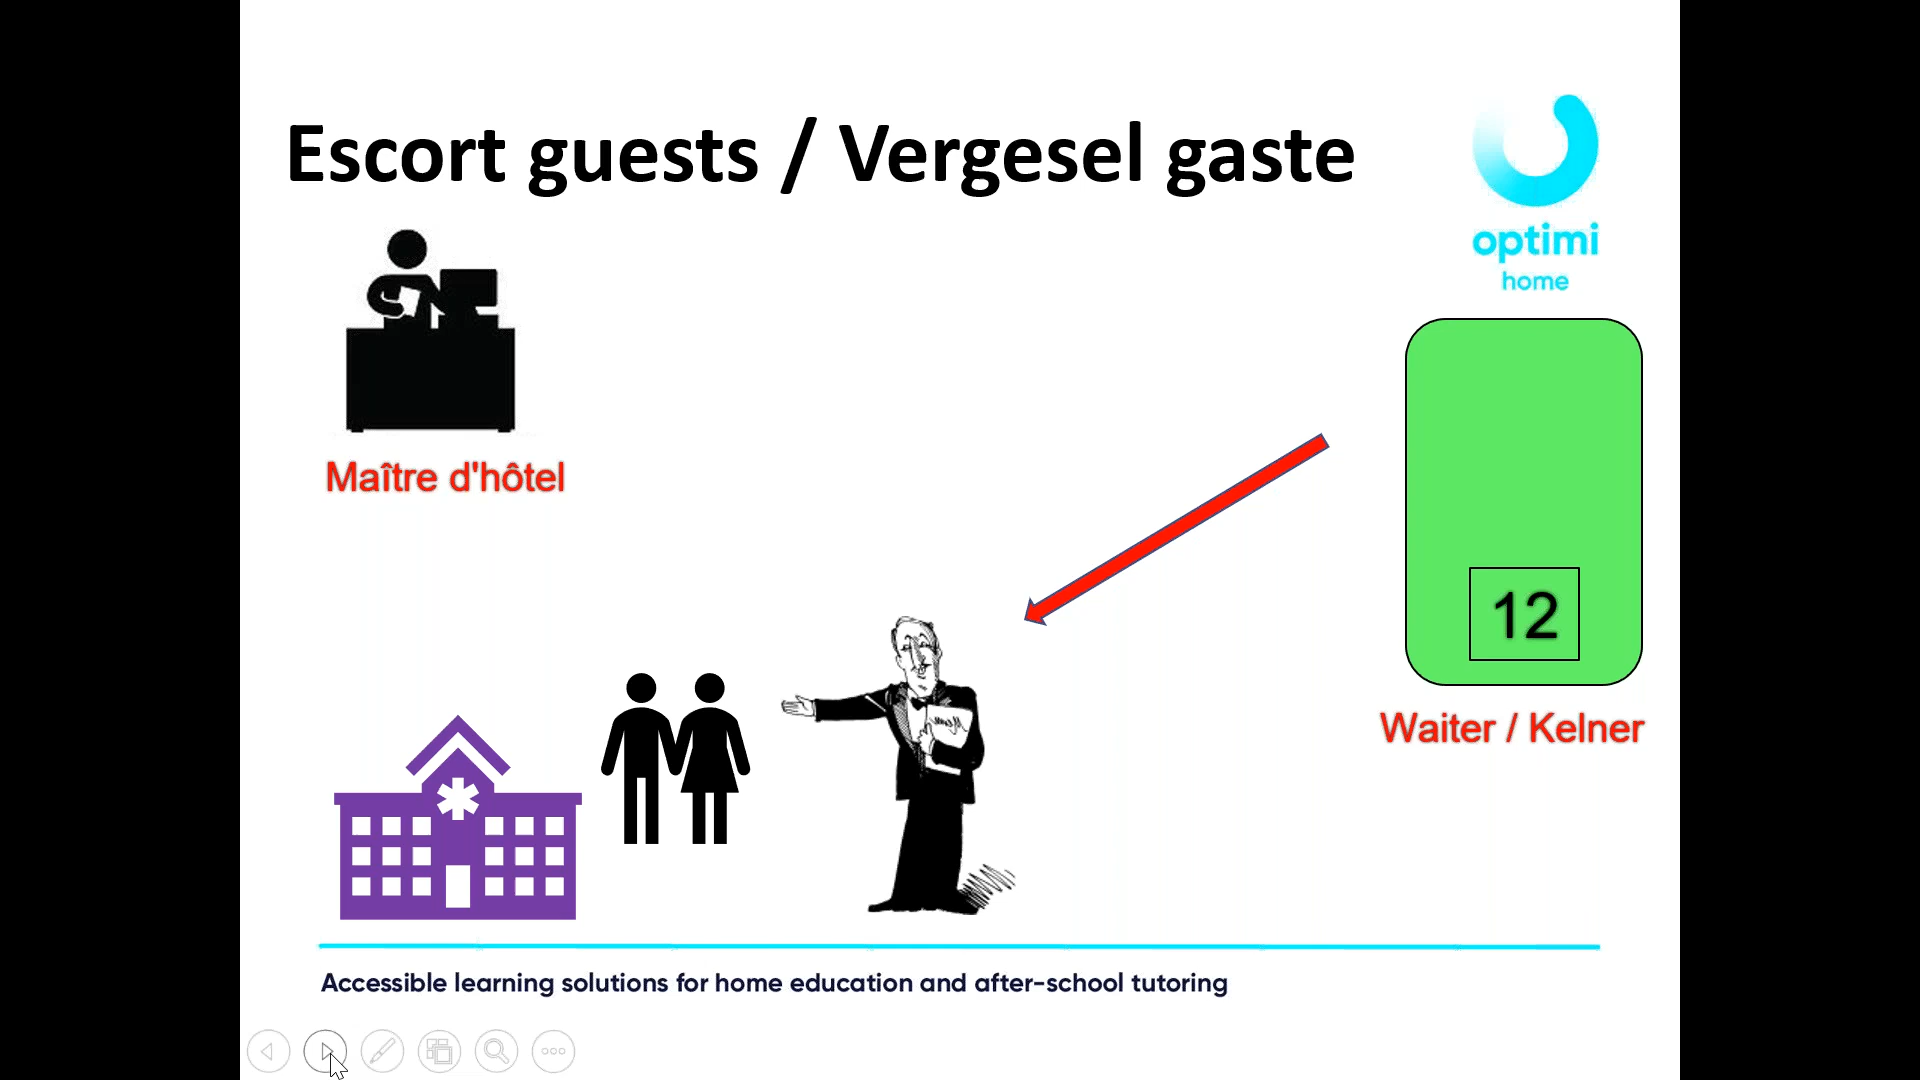 Escort guests / Vergesel gaste
optimi
home
Maître d'hôtel
12
Waiter / Kelner
Accessible learning solutions for home education and after-school tutoring